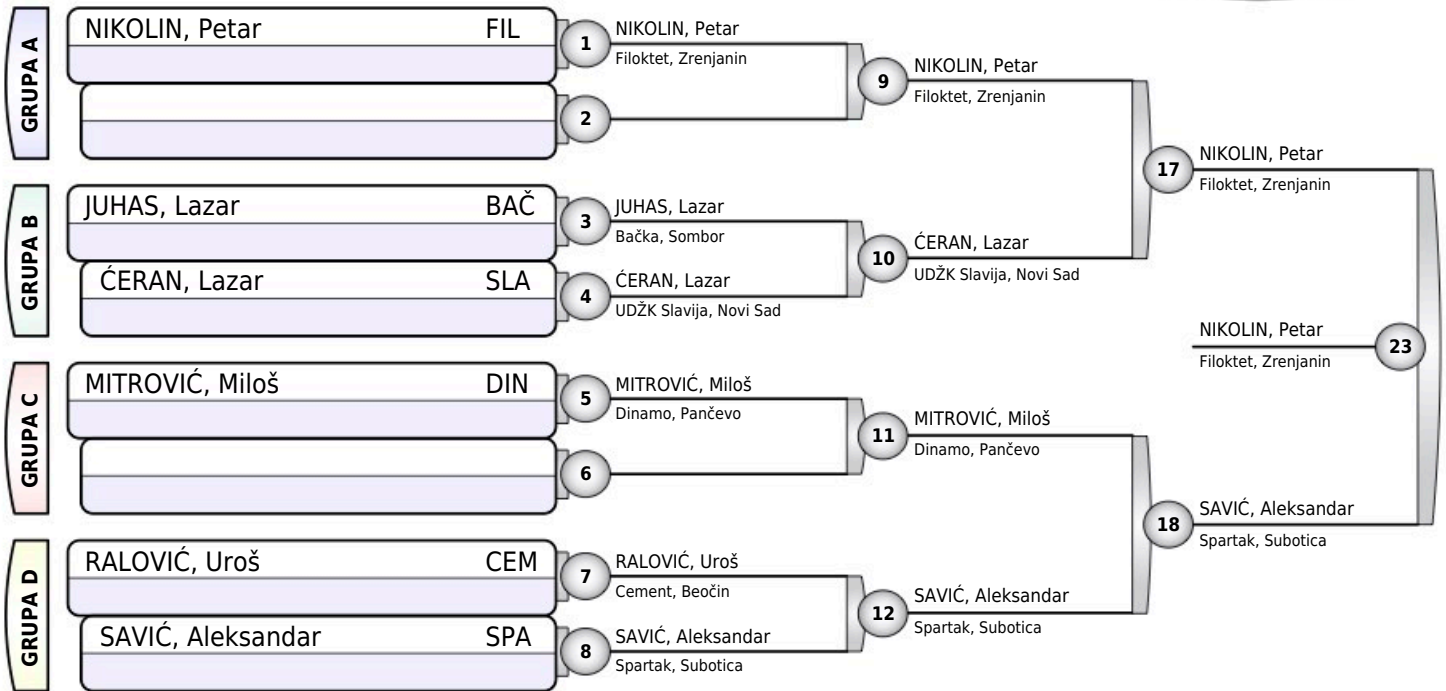 GRUPA A
NIKOLIN, Petar FIL
1
NIKOLIN, Petar
Filoktet, Zrenjanin
2
9
NIKOLIN, Petar
Filoktet, Zrenjanin
GRUPA B
JUHAS, Lazar BAČ
3
JUHAS, Lazar
Bačka, Sombor
ĆERAN, Lazar SLA
4
ĆERAN, Lazar
UDŽK Slavija, Novi Sad
10
ĆERAN, Lazar
UDŽK Slavija, Novi Sad
17
NIKOLIN, Petar
Filoktet, Zrenjanin
GRUPA C
MITROVIĆ, Miloš DIN
5
MITROVIĆ, Miloš
Dinamo, Pančevo
6
11
MITROVIĆ, Miloš
Dinamo, Pančevo
GRUPA D
RALOVIĆ, Uroš CEM
7
RALOVIĆ, Uroš
Cement, Beočin
SAVIĆ, Aleksandar SPA
8
SAVIĆ, Aleksandar
Spartak, Subotica
12
SAVIĆ, Aleksandar
Spartak, Subotica
18
SAVIĆ, Aleksandar
Spartak, Subotica
NIKOLIN, Petar
Filoktet, Zrenjanin
23